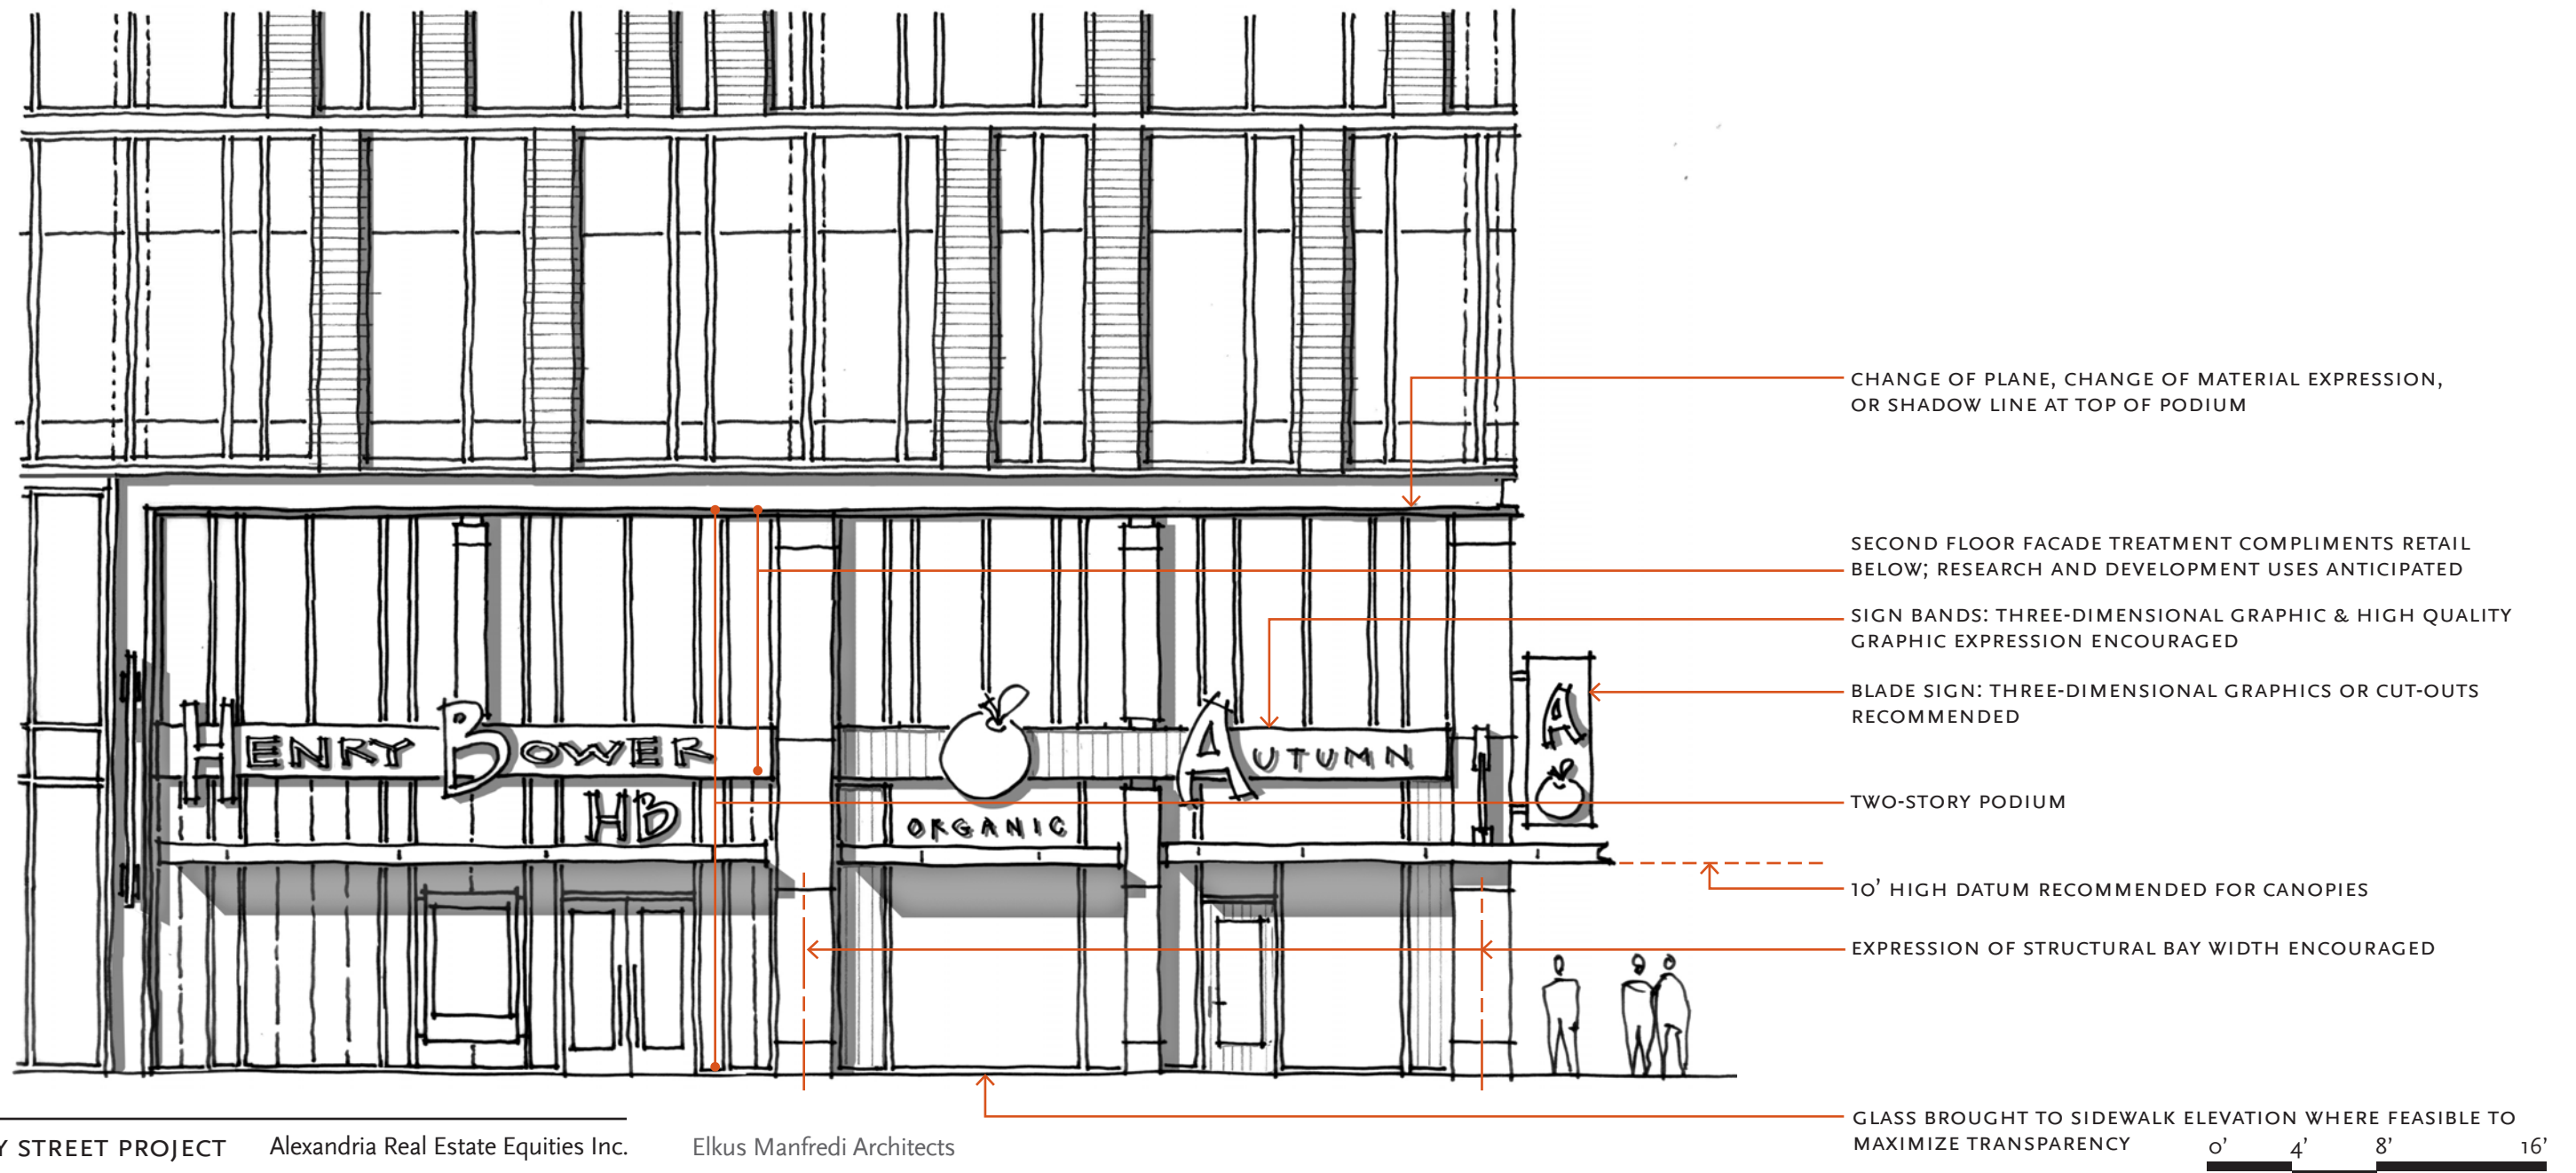 CHANGE OF PLANE, CHANGE OF MATERIAL EXPRESSION,
OR SHADOW LINE AT TOP OF PODIUM
SECOND FLOOR FACADE TREATMENT COMPLIMENTS RETAIL
BELOW; RESEARCH AND DEVELOPMENT USES ANTICIPATED
SIGN BANDS: THREE-DIMENSIONAL GRAPHIC & HIGH QUALITY
GRAPHIC EXPRESSION ENCOURAGED
BLADE SIGN: THREE-DIMENSIONAL GRAPHICS OR CUT-OUTS
RECOMMENDED
A
HENRY BOWER
AUTUMN
HB
ORGANIC
TWO-STORY PODIUM
10' HIGH DATUM RECOMMENDED FOR CANOPIES
EXPRESSION OF STRUCTURAL BAY WIDTH ENCOURAGED
GLASS BROUGHT TO SIDEWALK ELEVATION WHERE FEASIBLE TO
MAXIMIZE TRANSPARENCY
0' 4' 8' 16'
Y STREET PROJECT Alexandria Real Estate Equities Inc. Elkus Manfredi Architects